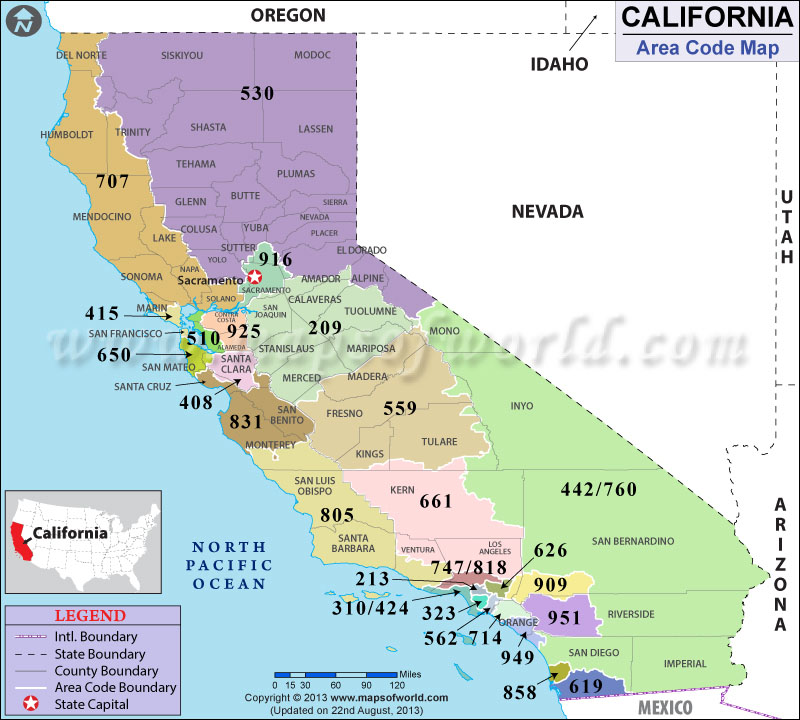 N
OREGON
CALIFORNIA
Area Code Map
IDAHO
DEL NORTE
SISKIYOU
MODOC
530
HUMBOLDT
TRINITY
SHASTA
LASSEN
TEHAMA
707
PLUMAS
MENDOCINO
GLENN
BUTTE
SIERRA
NEVADA
UTAH
LAKE
COLUSA
YUBA
NEVADA
PLACER
SUTTER
SONOMA
NAPA
YOLO
916
EL DORADO
Sacramento
SACRAMENTO
AMADOR
ALPINE
SOLANO
CALAVERAS
415
MARIN
CONTRA
COSTA
SAN
JOAQUIN
TUOLUMNE
SAN FRANCISCO
510
925
209
MONO
650
ALAMEDA
STANISLAUS
MARIPOSA
www.mapsofworld.com
SAN MATEO
SANTA
CLARA
MERCED
MADERA
SANTA CRUZ
408
831
SAN
BENITO
FRESNO
559
INYO
MONTEREY
TULARE
KINGS
SAN LUIS
OBISPO
KERN
661
442/760
805
ARIZONA
California
SANTA
BARBARA
VENTURA
LOS
ANGELES
SAN BERNARDINO
NORTH
PACIFIC
OCEAN
626
747/818
213
909
310/424
323
951
RIVERSIDE
562
714
ORANGE
949
SAN DIEGO
IMPERIAL
858
619
MEXICO
LEGEND
Intl. Boundary
State Boundary
County Boundary
Area Code Boundary
State Capital
Miles
0 15 30 60 90 120
Copyright © 2013 www.mapsofworld.com
(Updated on 22nd August, 2013)